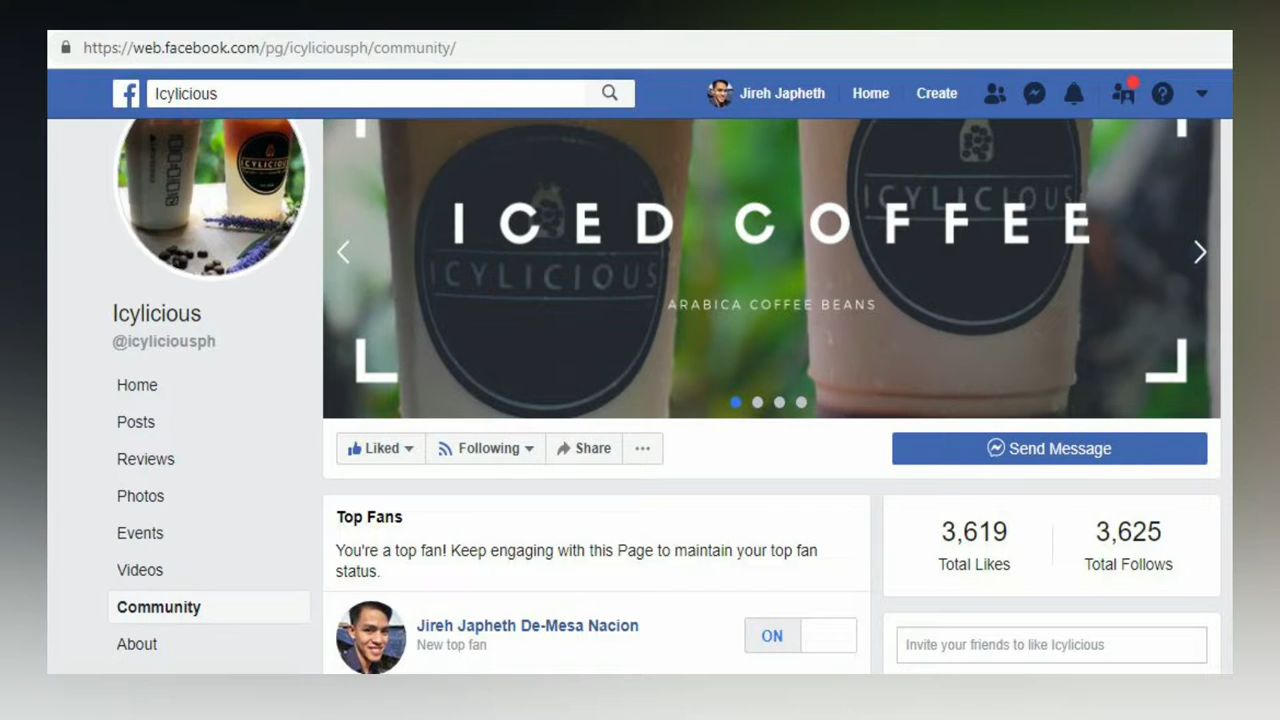 https://web.facebook.com/pg/icyliciousph/community/
Icylicious
Jireh Japheth
Home
Create
ICYLICIOUS
ICYLICIOUS
ICYLICIOUS
ICED COFFEE
ARABICA COFFEE BEANS
Icylicious
@icyliciousph
Home
Posts
Reviews
Photos
Events
Videos
Community
About
Liked
Following
Share
Send Message
Top Fans
You're a top fan! Keep engaging with this Page to maintain your top fan
status.
Jireh Japheth De-Mesa Nacion
New top fan
ON
3,619
Total Likes
3,625
Total Follows
Invite your friends to like Icylicious